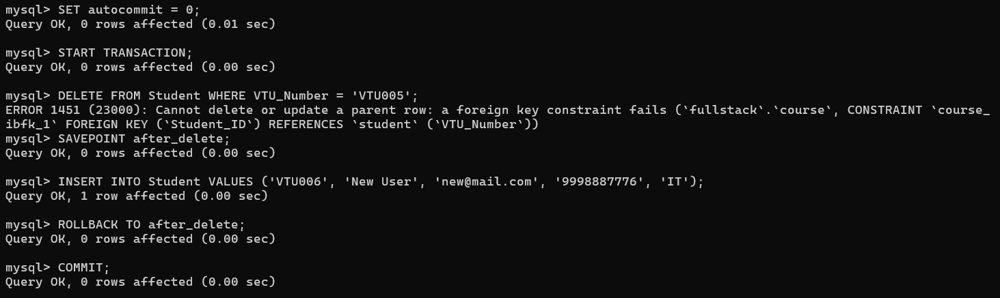 mysql> SET autocommit = 0;
Query OK, 0 rows affected (0.01 sec)
mysql> START TRANSACTION;
Query OK, 0 rows affected (0.00 sec)
mysql> DELETE FROM Student WHERE VTU_Number = 'VTU005';
ERROR 1451 (23000): Cannot delete or update a parent row: a foreign key constraint fails (`fullstack`.`course`, CONSTRAINT `course_
ibfk_1` FOREIGN KEY (`Student_ID`) REFERENCES `student` (`VTU_Number`))
mysql> SAVEPOINT after_delete;
Query OK, 0 rows affected (0.00 sec)
mysql> INSERT INTO Student VALUES ('VTU006', 'New User', 'new@mail.com', '9998887776', 'IT');
Query OK, 1 row affected (0.00 sec)
mysql> ROLLBACK TO after_delete;
Query OK, 0 rows affected (0.00 sec)
mysql> COMMIT;
Query OK, 0 rows affected (0.00 sec)